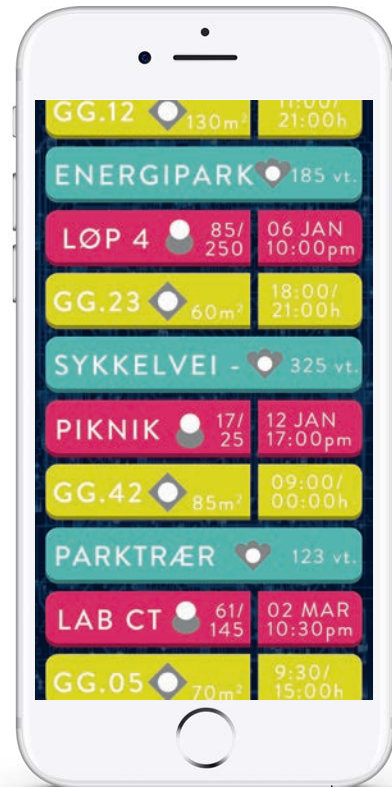 GG.12 130m² 11:00/
21:00h
ENERGIPARK 185 vt.
LØP 4 85/
250 06 JAN
10:00pm
GG.23 60m² 18:00/
21:00h
SYKKELVEI - 325 vt.
PIKNIK 17/
25 12 JAN
17:00pm
GG.42 85m² 09:00/
00:00h
PARKTRÆR 123 vt.
LAB CT 61/
145 02 MAR
10:30pm
GG.05 70m² 9:30/
15:00h